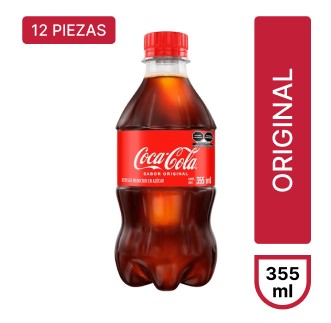 12 PIEZAS
ORIGINAL
Coca-Cola
SABOR ORIGINAL
355 ml
355
ml